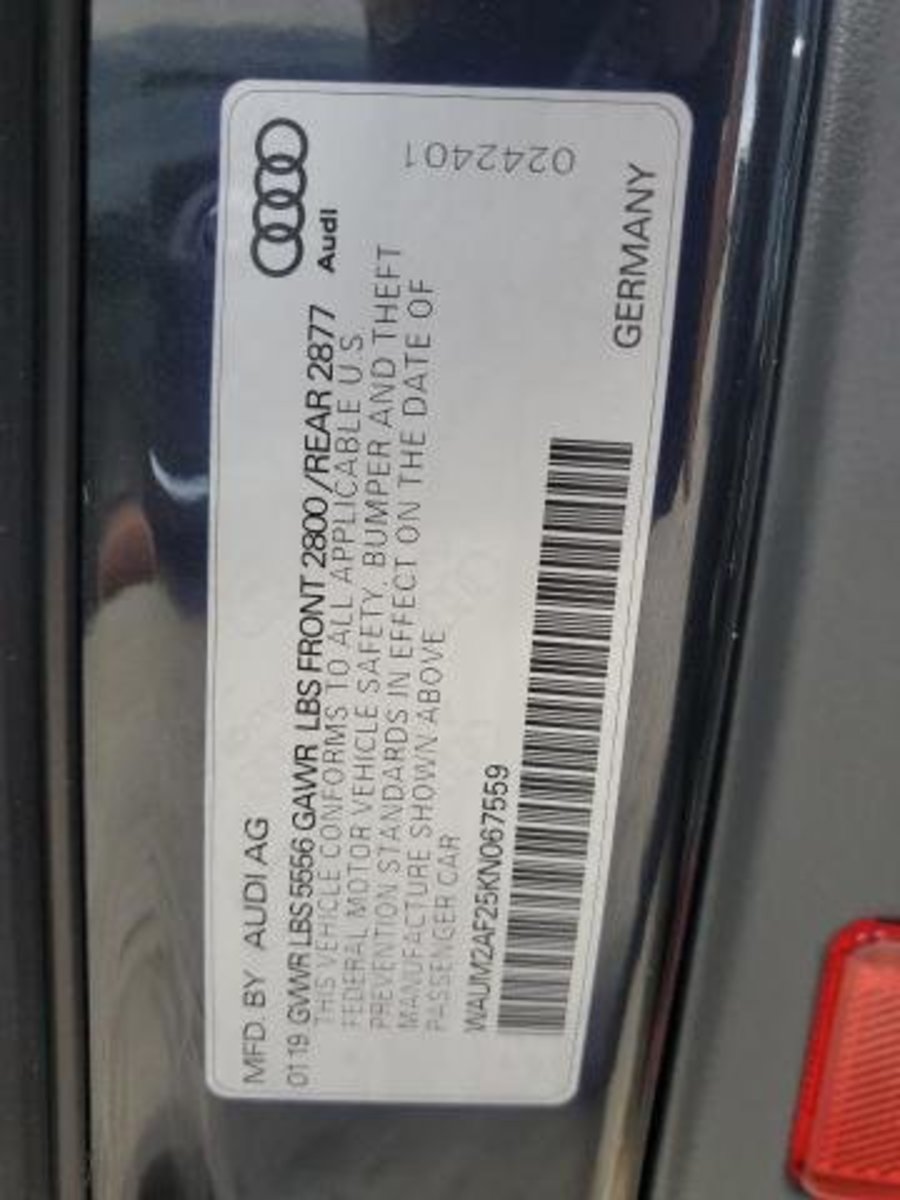 MFD BY AUDI AG
01 19 GVWR LBS 5556 GAWR LBS FRONT 2800/REAR 2877
THIS VEHICLE CONFORMS TO ALL APPLICABLE U.S.
FEDERAL MOTOR VEHICLE SAFETY, BUMPER AND THEFT
PREVENTION STANDARDS IN EFFECT ON THE DATE OF
MANUFACTURE SHOWN ABOVE
PASSENGER CAR
WAUM2AF25KN067559
GERMANY
Audi
0242401